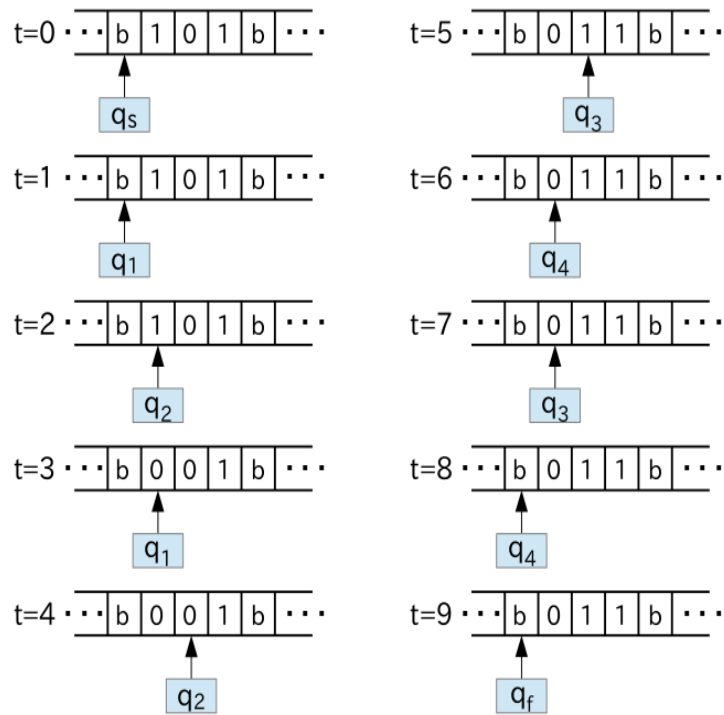 t=0 ··· b 1 0 1 b ···
qs
t=1 ··· b 1 0 1 b ···
q1
t=2 ··· b 1 0 1 b ···
q2
t=3 ··· b 0 0 1 b ···
q1
t=4 ··· b 0 0 1 b ···
q2
t=5 ··· b 0 1 1 b ···
q3
t=6 ··· b 0 1 1 b ···
q4
t=7 ··· b 0 1 1 b ···
q3
t=8 ··· b 0 1 1 b ···
q4
t=9 ··· b 0 1 1 b ···
qf